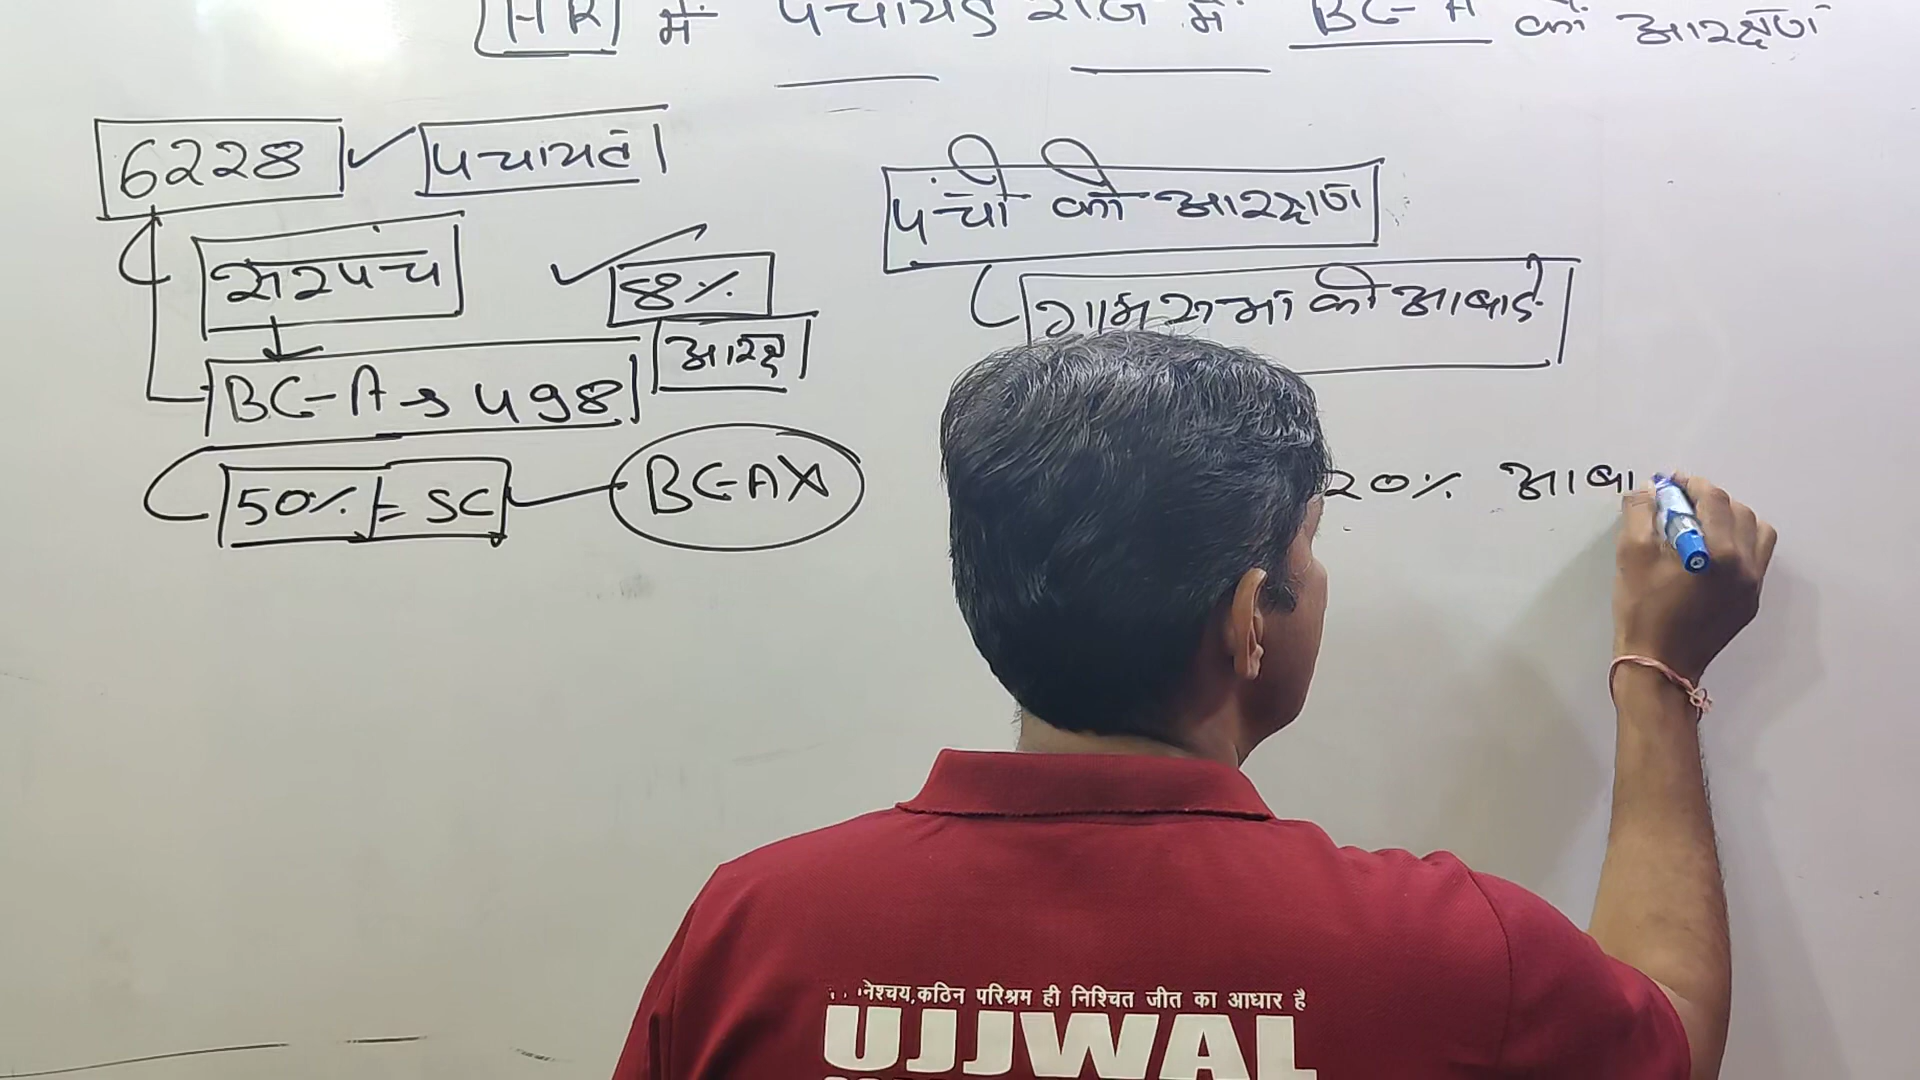 HR में पंचायत राज में BC-A को आरक्षण
6228 पंचायत
सरपंच 8%
आरक्ष
BC-A → 498
50% = SC BC-A X
पंचों को आरक्षण
ग्रामसभा की आबादी
20% आबा
निश्चय,कठिन परिश्रम ही निश्चित जीत का आधार है
UJJWAL